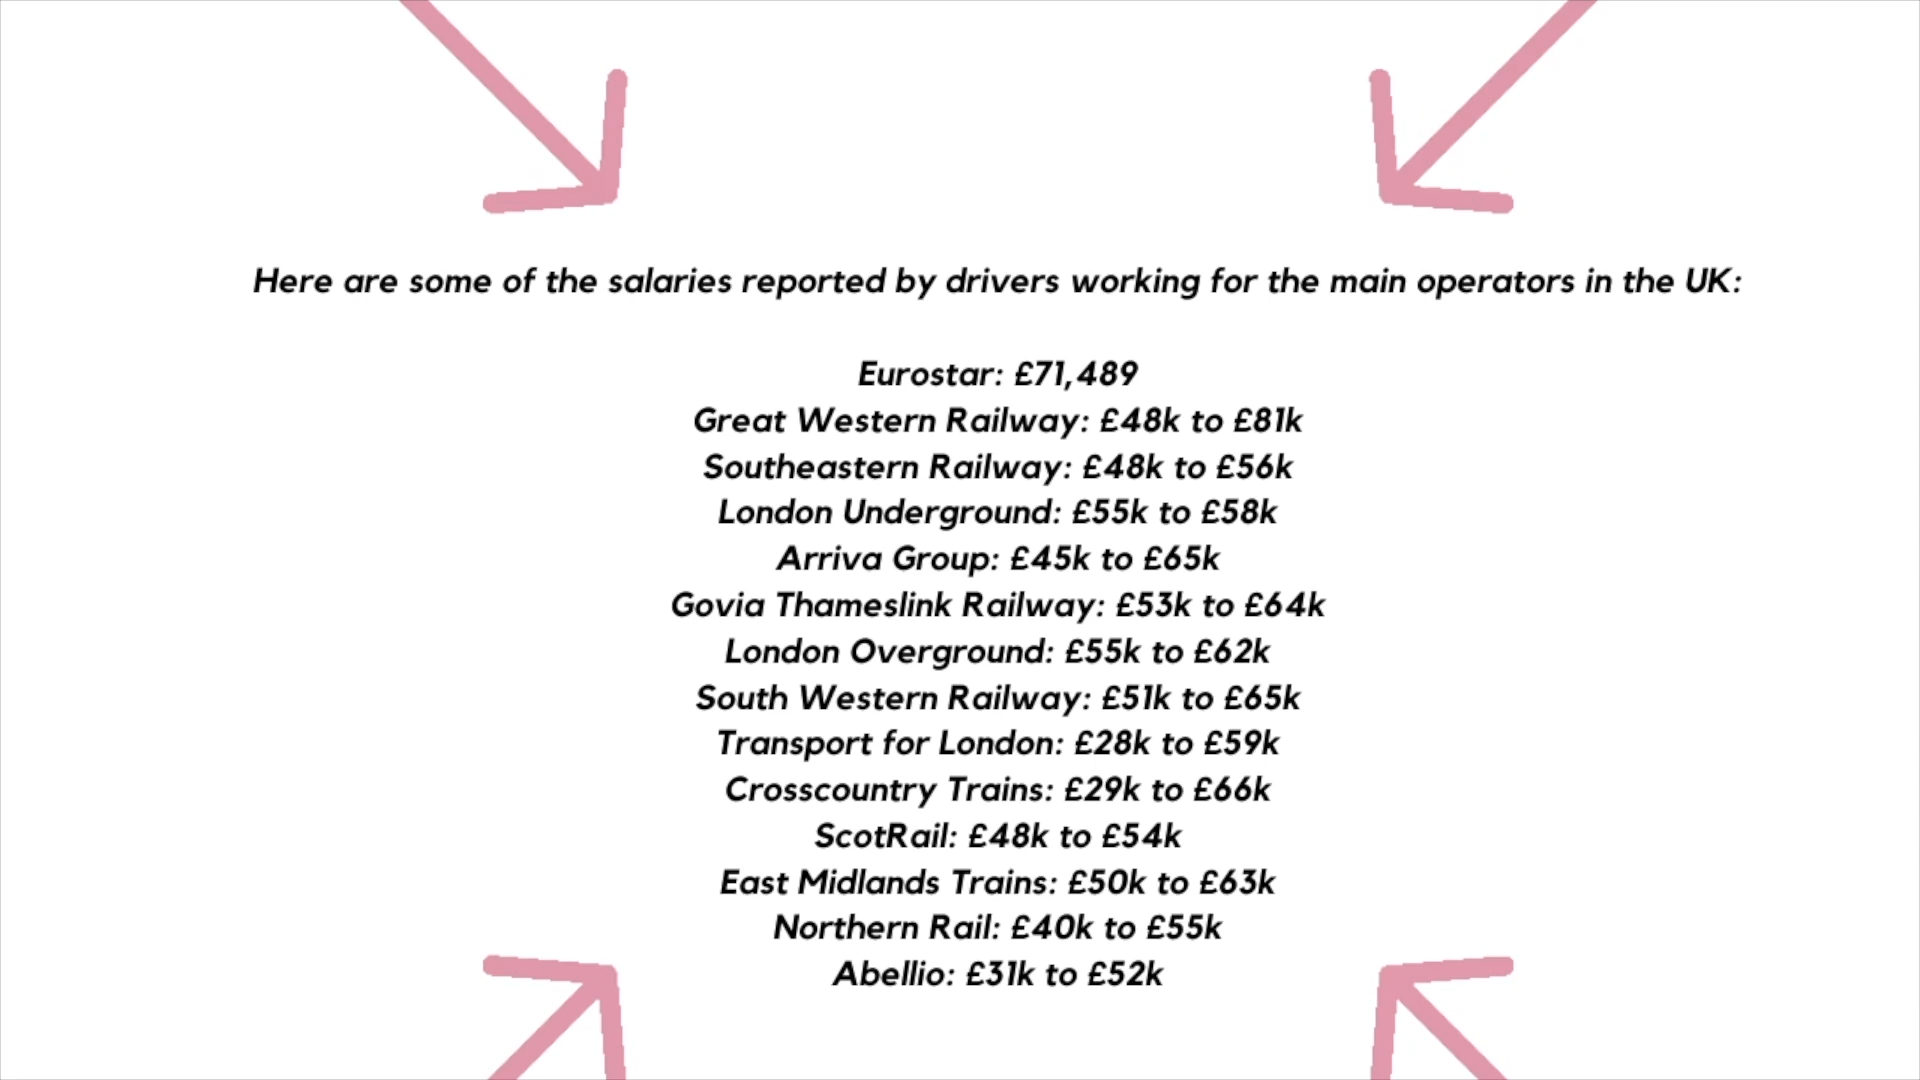 Here are some of the salaries reported by drivers working for the main operators in the UK:
Eurostar: £71,489
Great Western Railway: £48k to £81k
Southeastern Railway: £48k to £56k
London Underground: £55k to £58k
Arriva Group: £45k to £65k
Govia Thameslink Railway: £53k to £64k
London Overground: £55k to £62k
South Western Railway: £51k to £65k
Transport for London: £28k to £59k
Crosscountry Trains: £29k to £66k
ScotRail: £48k to £54k
East Midlands Trains: £50k to £63k
Northern Rail: £40k to £55k
Abellio: £31k to £52k